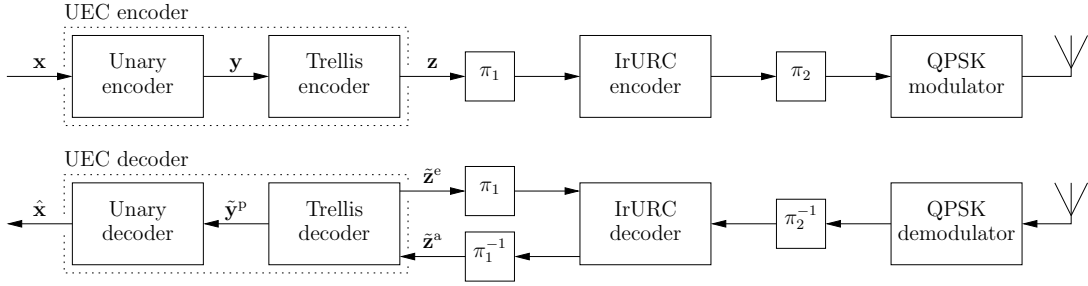 UEC encoder
x
Unary
encoder
y
Trellis
encoder
z
π₁
IrURC
encoder
π₂
QPSK
modulator
UEC decoder
x̂
Unary
decoder
ỹᵖ
Trellis
decoder
z̃ᵉ
π₁
z̃ᵃ
π₁⁻¹
IrURC
decoder
π₂⁻¹
QPSK
demodulator